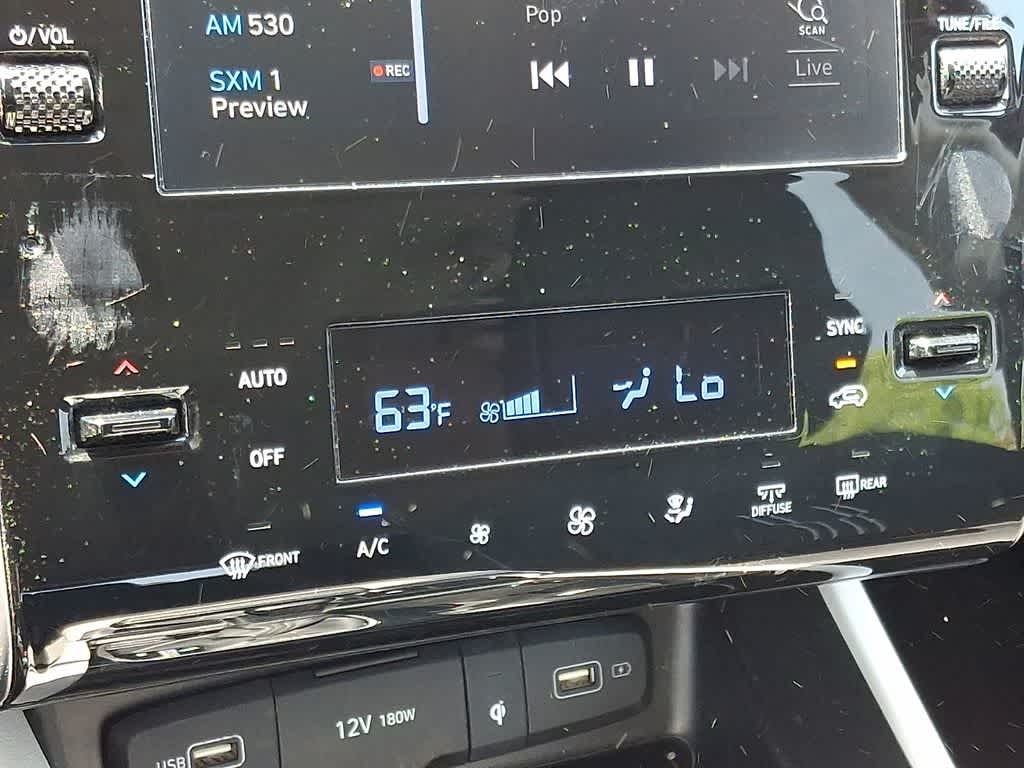 ⏻/VOL
AM 530
SXM 1
Preview
REC
Pop
SCAN
Live
TUNE/FILE
AUTO
OFF
63°F
Lo
SYNC
FRONT
A/C
DIFFUSE
REAR
USB
12V 180W
qi